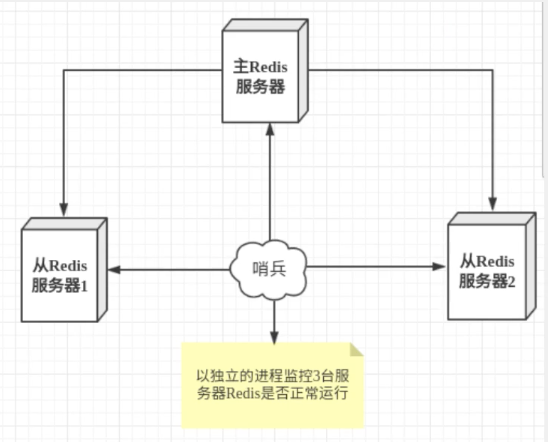 主Redis
服务器
从Redis
服务器1
哨兵
从Redis
服务器2
以独立的进程监控3台服
务器Redis是否正常运行